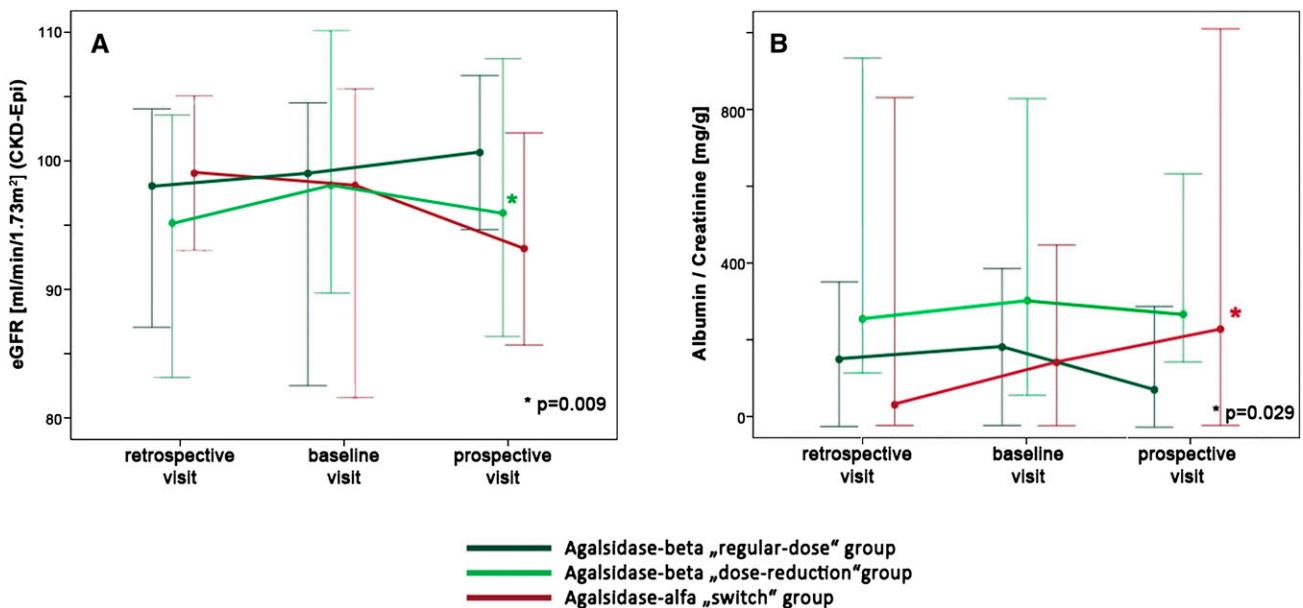 A
eGFR [ml/min/1.73m²] (CKD-Epi)
110
100
90
80
*
* p=0.009
retrospective visit
baseline visit
prospective visit
B
Albumin / Creatinine [mg/g]
800
400
0
*
* p=0.029
retrospective visit
baseline visit
prospective visit
Agalsidase-beta „regular-dose“ group
Agalsidase-beta „dose-reduction“group
Agalsidase-alfa „switch“ group